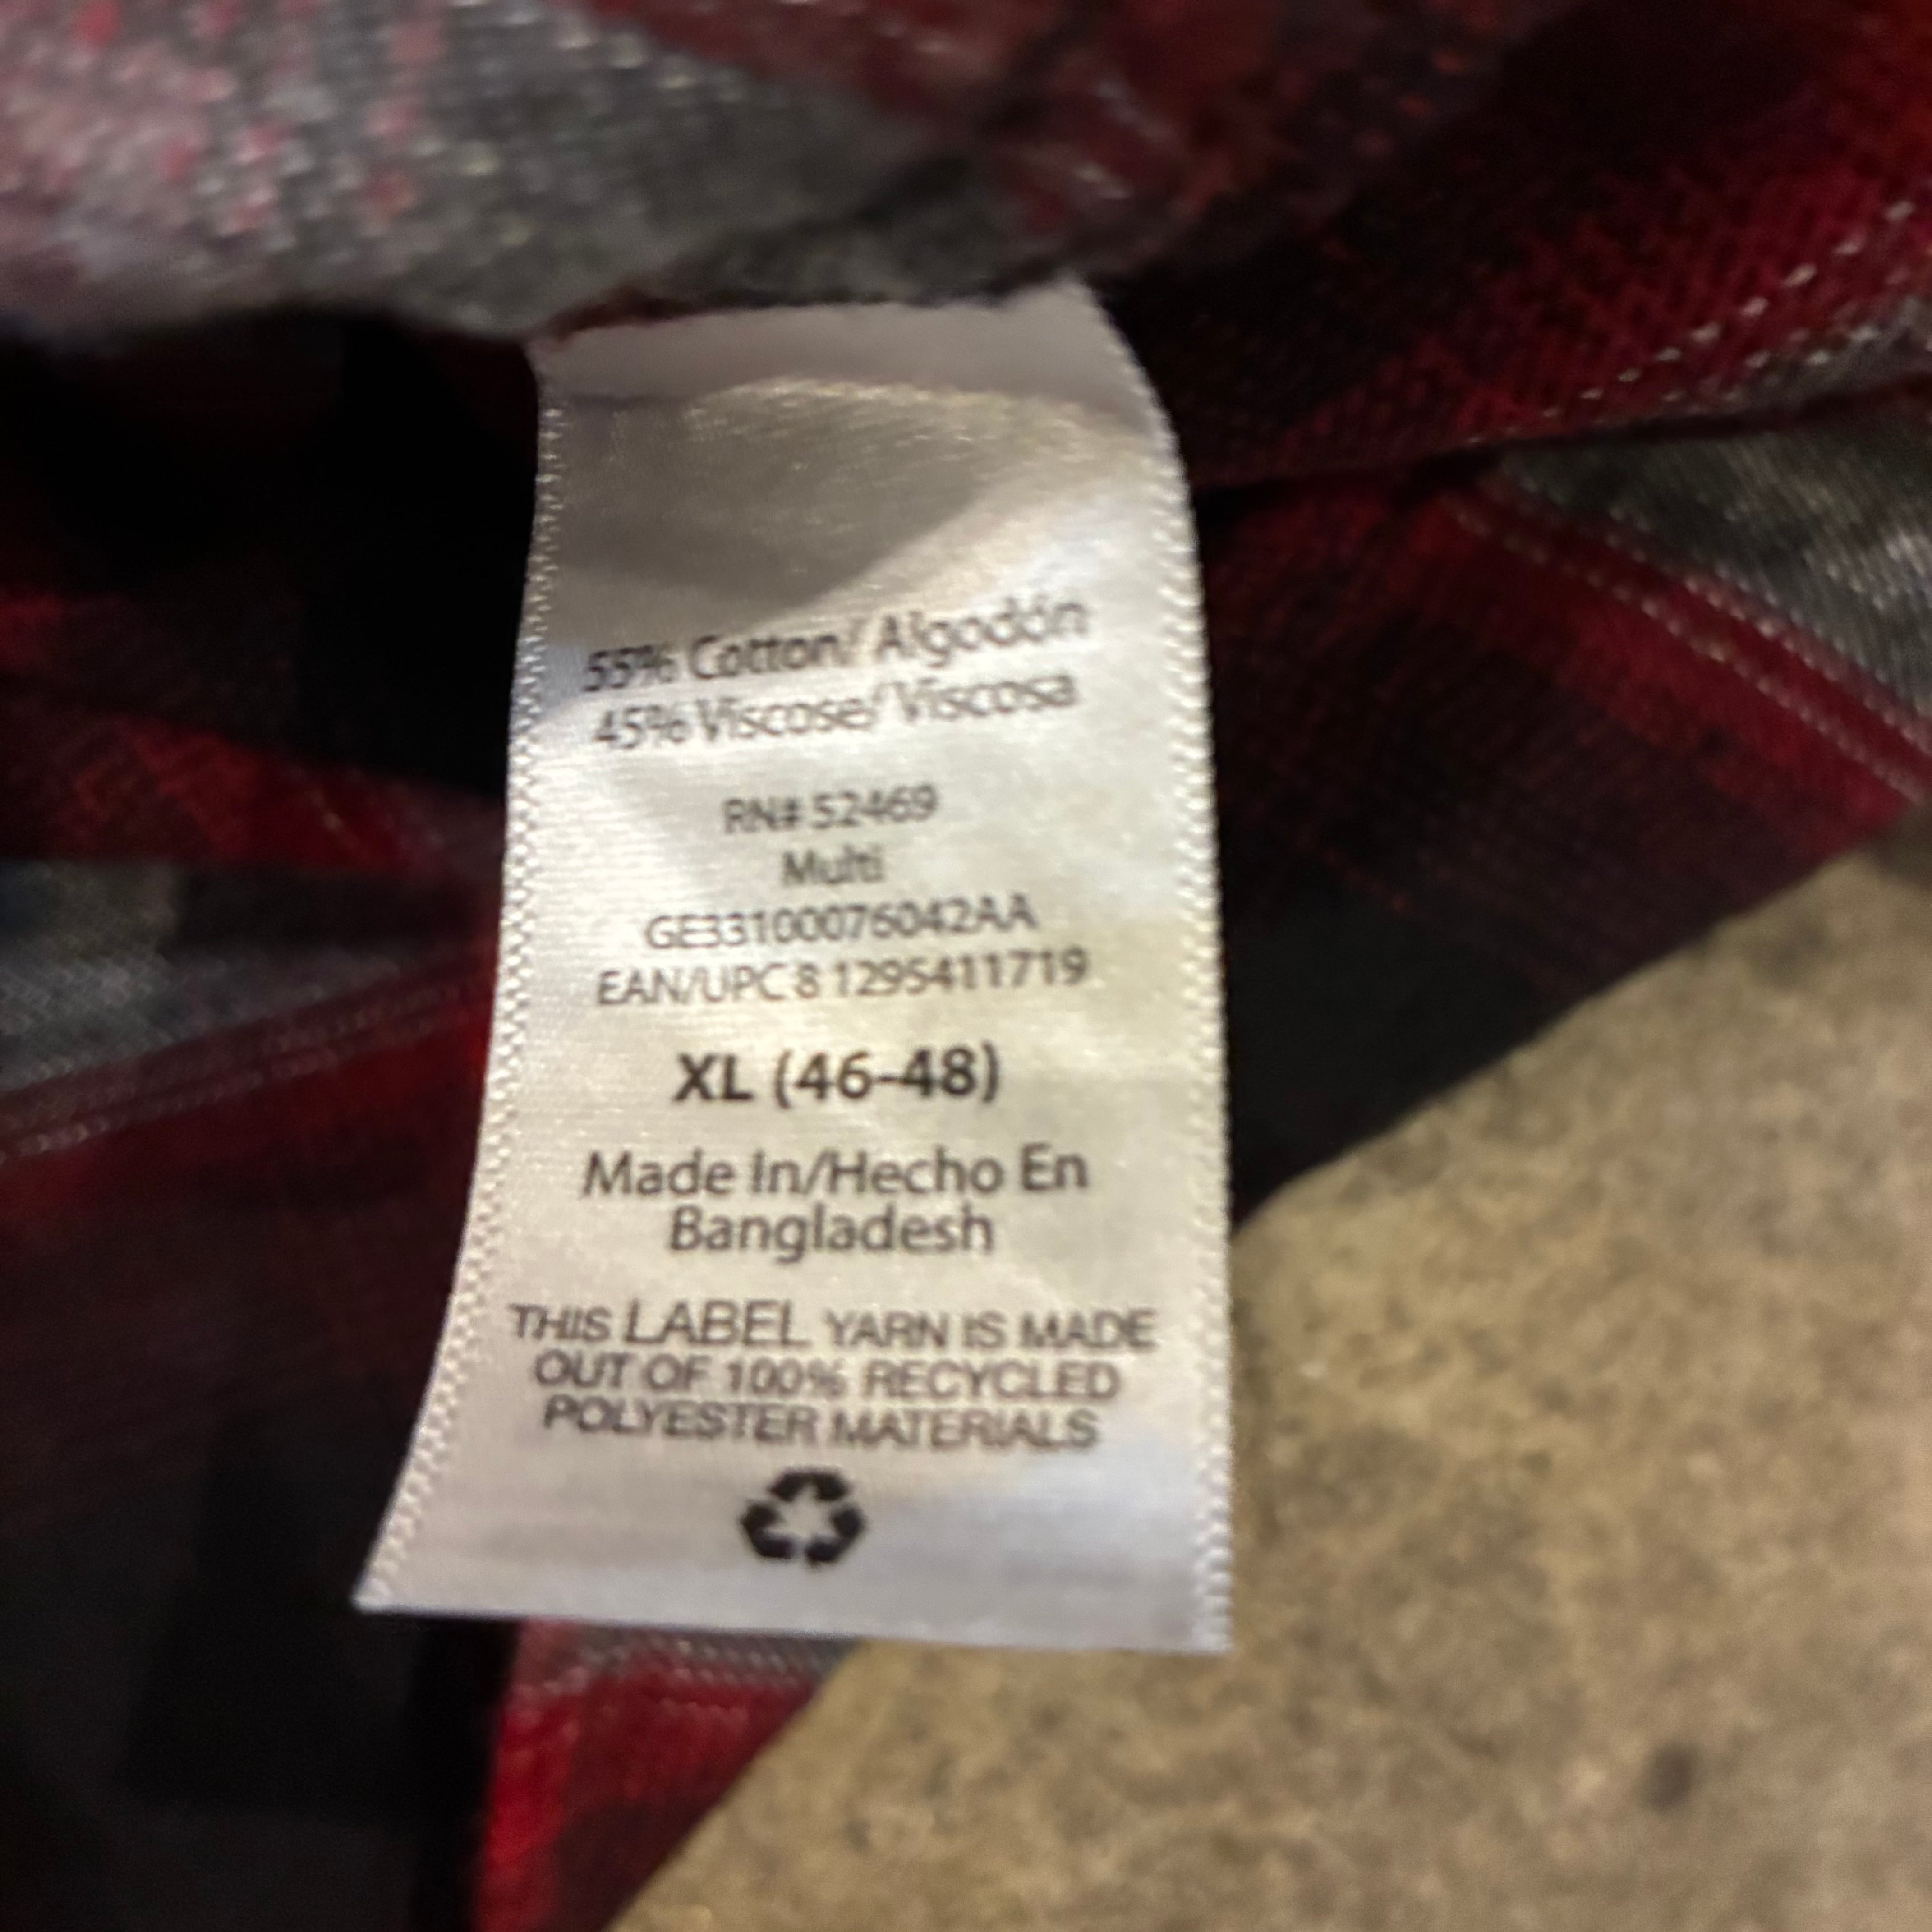 55% Cotton/ Algodón
45% Viscose/ Viscosa
RN# 52469
Multi
GE33100076042AA
EAN/UPC 8 1295411719
XL (46-48)
Made In/Hecho En
Bangladesh
THIS LABEL YARN IS MADE
OUT OF 100% RECYCLED
POLYESTER MATERIALS